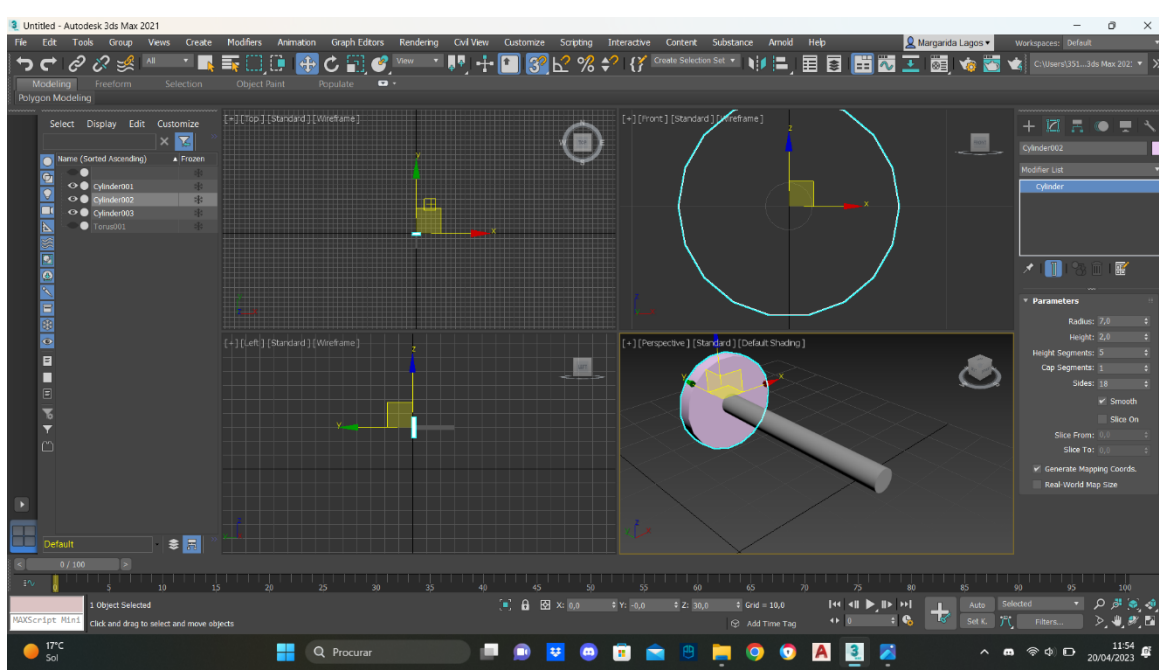 Untitled - Autodesk 3ds Max 2021
File Edit Tools Group Views Create Modifiers Animation Graph Editors Rendering Civil View Customize Scripting Interactive Content Substance Arnold Help Margarida Lagos Workspaces: Default
All View Create Selection Set C:\Users\351...3ds Max 202:
Modeling Freeform Selection Object Paint Populate
Polygon Modeling
Select Display Edit Customize
Name (Sorted Ascending) Frozen
Cylinder001
Cylinder002
Cylinder003
Torus001
Default
[+] [Top] [Standard] [Wireframe]
W
y
x
[+] [Front] [Standard] [Wireframe]
z
x
[+] [Left] [Standard] [Wireframe]
z
y
[+] [Perspective] [Standard] [Default Shading]
y
x
Cylinder002
Modifier List
Cylinder
Parameters
Radius: 7,0
Height: 2,0
Height Segments: 5
Cap Segments: 1
Sides: 18
Smooth
Slice On
Slice From: 0,0
Slice To: 0,0
Generate Mapping Coords.
Real-World Map Size
0 / 100
0 5 10 15 20 25 30 35 40 45 50 55 60 65 70 75 80 85 90 95 100
1 Object Selected X: 0,0 Y: -0,0 Z: 30,0 Grid = 10,0 Auto Selected
MAXScript Mini Click and drag to select and move objects Add Time Tag 0 Set K. Filters...
17°C
Sol
Procurar
11:54
20/04/2023